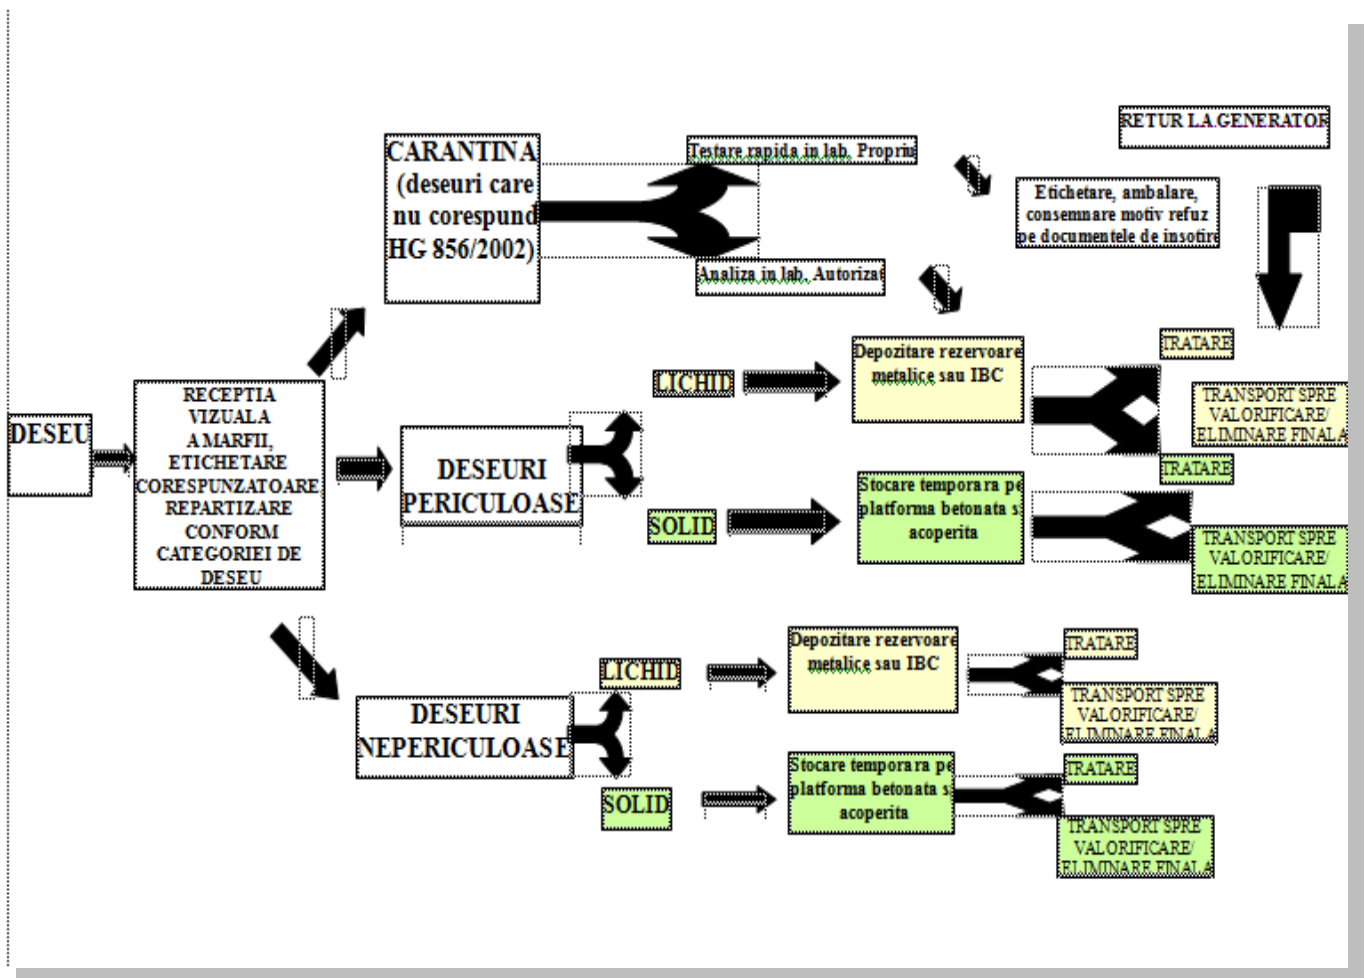 DESEU
RECEPTIA
VIZUALA
A MARFII,
ETICHETARE
CORESPUNZATOARE,
REPARTIZARE
CONFORM
CATEGORIEI DE
DESEU
CARANTINA
(deseuri care
nu corespund
HG 856/2002)
Testare rapida in lab. Propriu
Analiza in lab. Autorizat
RETUR LA GENERATOR
Etichetare, ambalare,
consemnare motiv refuz
pe documentele de insotire
DESEURI
PERICULOASE
LICHID
Depozitare rezervoare
metalice sau IBC
TRATARE
TRANSPORT SPRE
VALORIFICARE/
ELIMINARE FINALA
SOLID
Stocare temporara pe
platforma betonata s
acoperita
TRATARE
TRANSPORT SPRE
VALORIFICARE/
ELIMINARE FINALA
DESEURI
NEPERICULOASE
LICHID
Depozitare rezervoare
metalice sau IBC
TRATARE
TRANSPORT SPRE
VALORIFICARE/
ELIMINARE FINALA
SOLID
Stocare temporara pe
platforma betonata s
acoperita
TRATARE
TRANSPORT SPRE
VALORIFICARE/
ELIMINARE FINALA